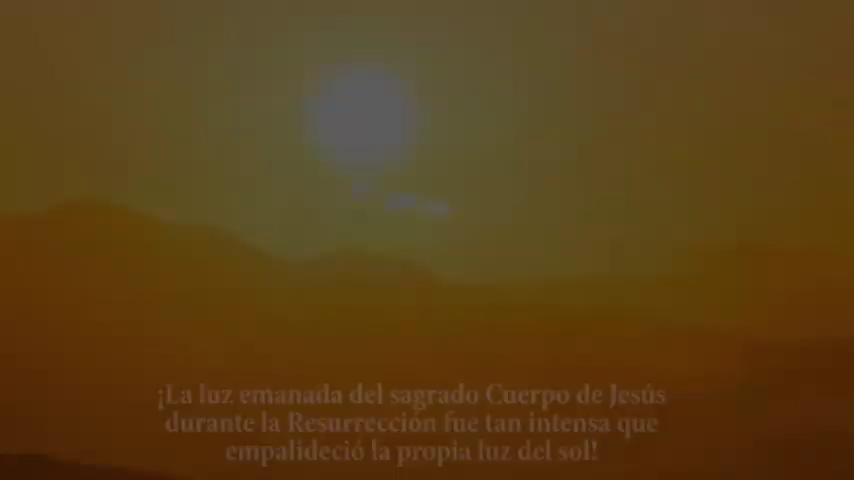 ¡La luz emanada del sagrado Cuerpo de Jesús
durante la Resurrección fue tan intensa que
empalideció la propia luz del sol!